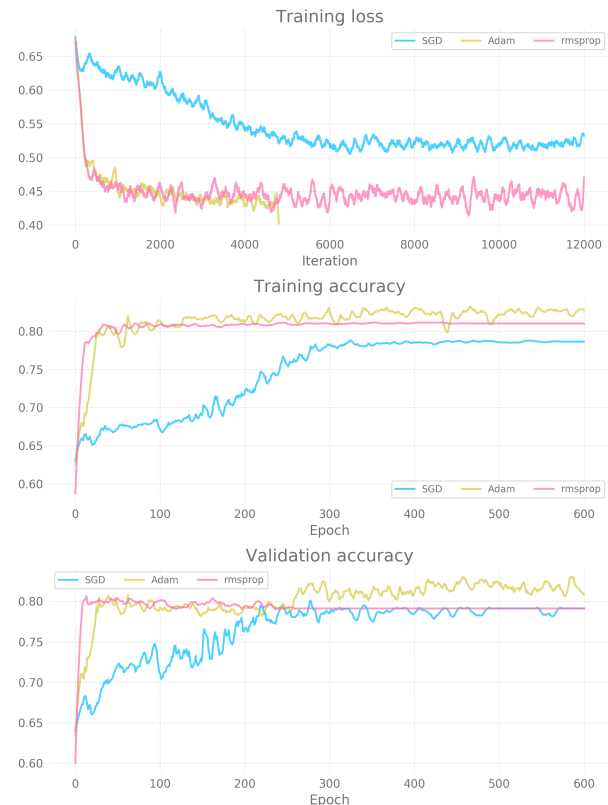 Training loss
SGD Adam rmsprop
0.65
0.60
0.55
0.50
0.45
0.40
0 2000 4000 6000 8000 10000 12000
Iteration
Training accuracy
0.80
0.75
0.70
0.65
0.60
SGD Adam rmsprop
0 100 200 300 400 500 600
Epoch
Validation accuracy
SGD Adam rmsprop
0.80
0.75
0.70
0.65
0.60
0 100 200 300 400 500 600
Epoch